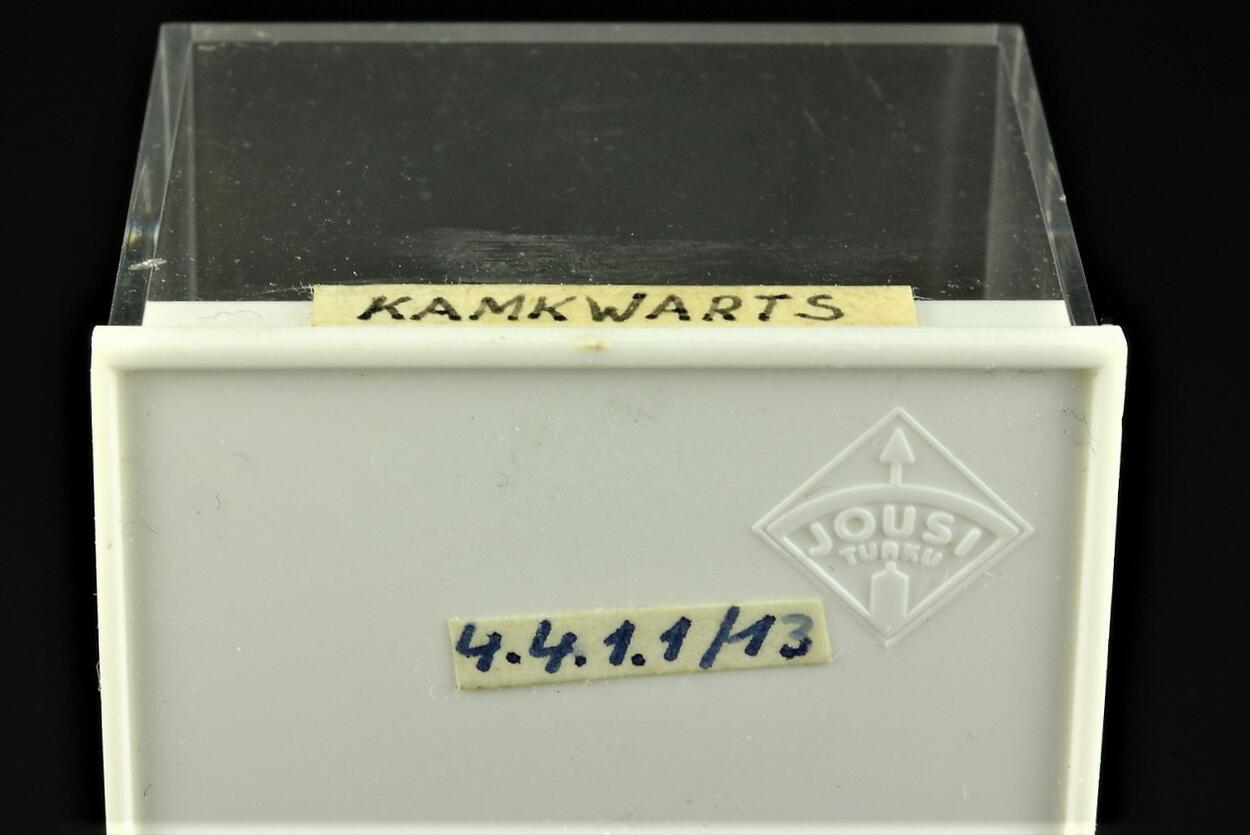 KAMKWARTS
JOUSI
TURKU
4.4.1.1/13